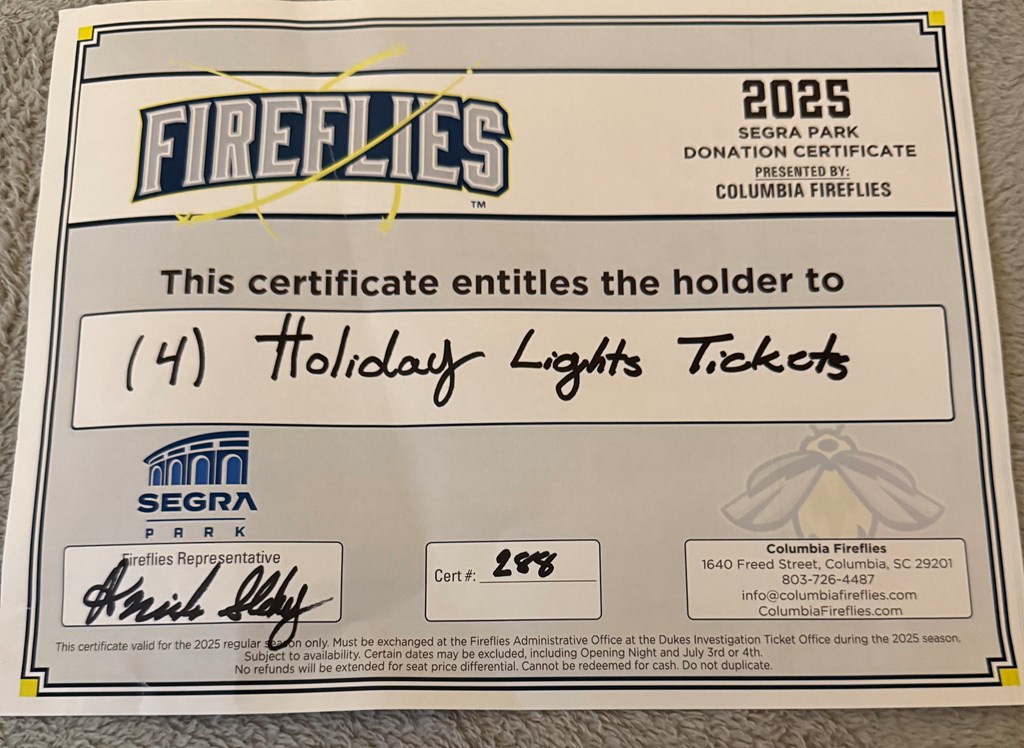 FIREFLIES
TM
2025
SEGRA PARK
DONATION CERTIFICATE
PRESENTED BY:
COLUMBIA FIREFLIES
This certificate entitles the holder to
(4) Holiday Lights Tickets
SEGRA
PARK
Fireflies Representative
Cert #: 288
Columbia Fireflies
1640 Freed Street, Columbia, SC 29201
803-726-4487
info@columbiafireflies.com
ColumbiaFireflies.com
This certificate valid for the 2025 regular season only. Must be exchanged at the Fireflies Administrative Office at the Dukes Investigation Ticket Office during the 2025 season.
Subject to availability. Certain dates may be excluded, including Opening Night and July 3rd or 4th.
No refunds will be extended for seat price differential. Cannot be redeemed for cash. Do not duplicate.